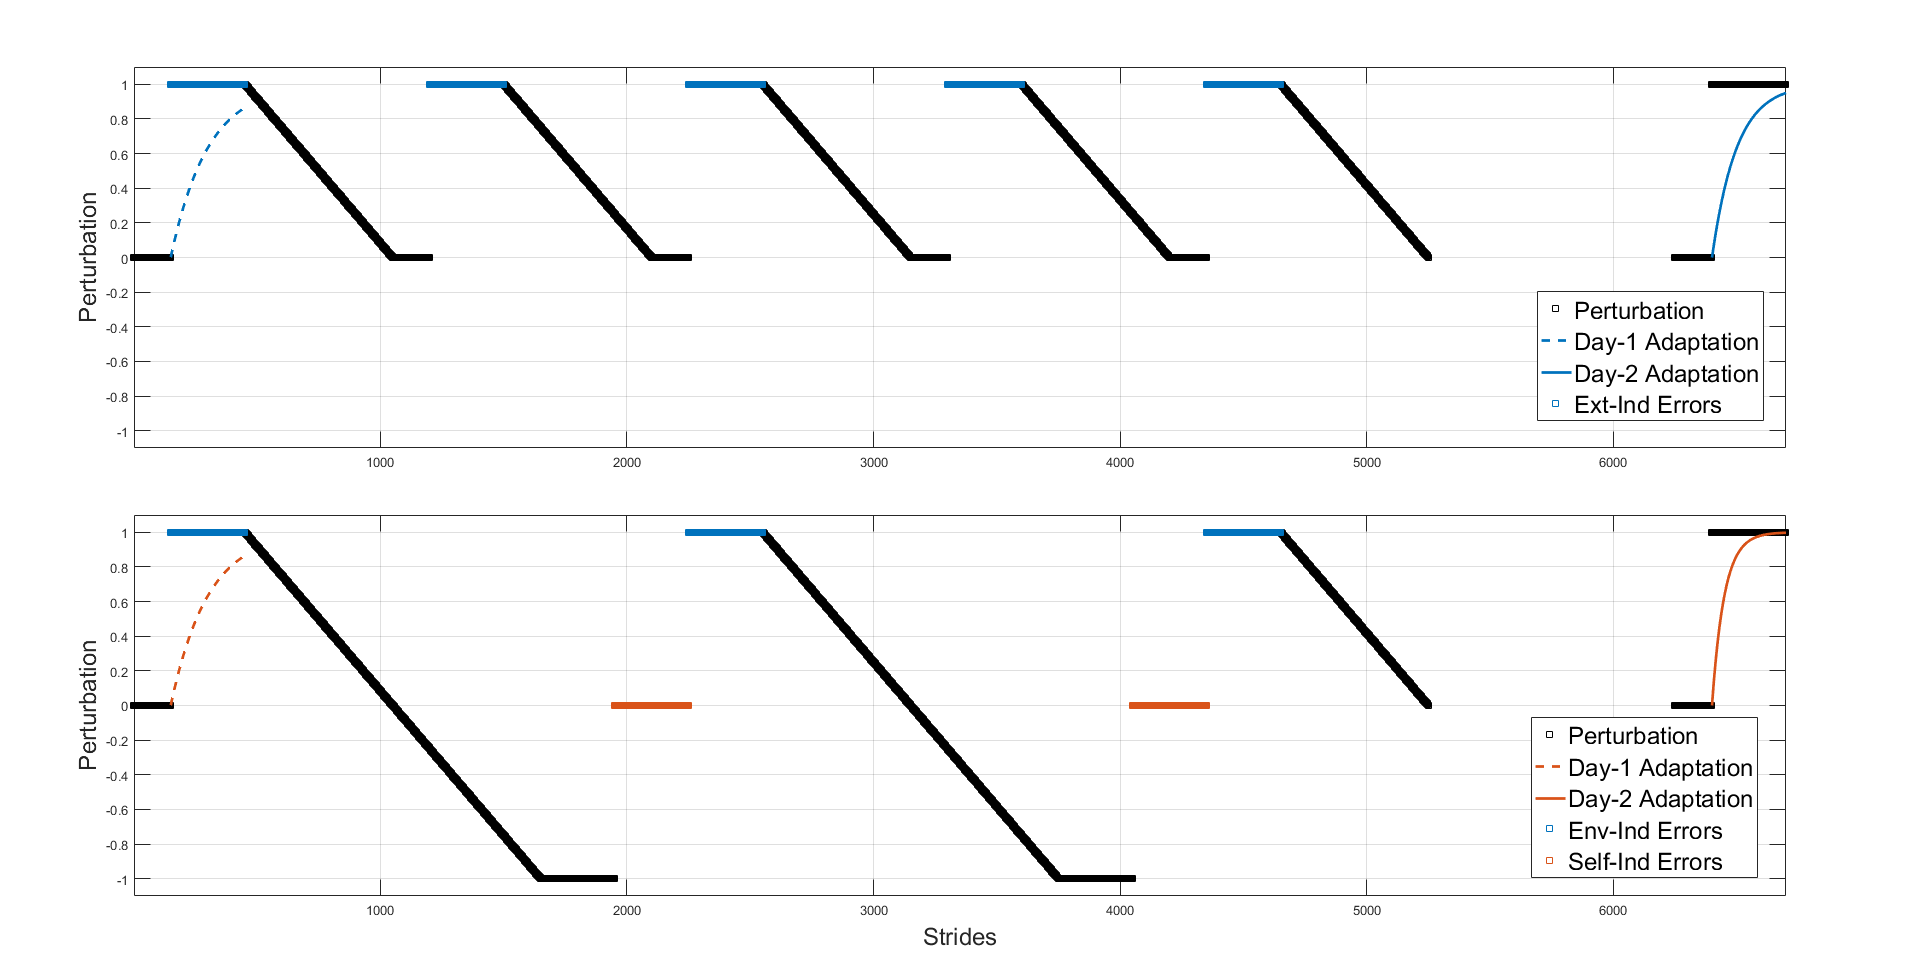 1
0.8
0.6
0.4
0.2
0
-0.2
-0.4
-0.6
-0.8
-1
Perturbation
1000 2000 3000 4000 5000 6000
Perturbation
Day-1 Adaptation
Day-2 Adaptation
Ext-Ind Errors
1
0.8
0.6
0.4
0.2
0
-0.2
-0.4
-0.6
-0.8
-1
Perturbation
1000 2000 3000 4000 5000 6000
Strides
Perturbation
Day-1 Adaptation
Day-2 Adaptation
Env-Ind Errors
Self-Ind Errors